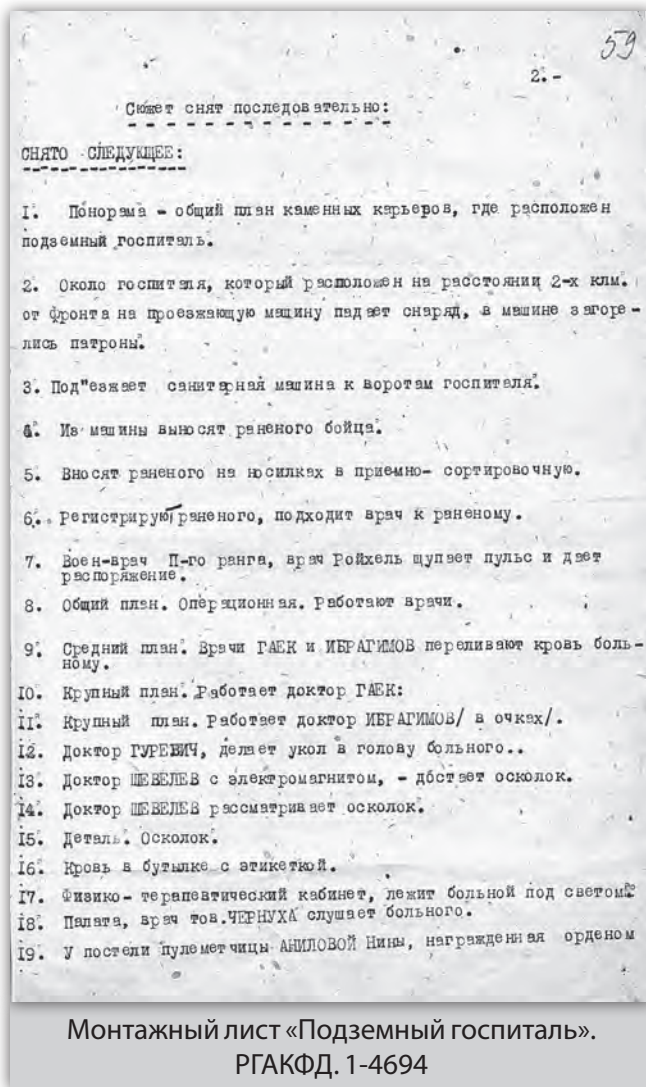 59
2.-
Сюжет снят последовательно:
СНЯТО СЛЕДУЮЩЕЕ:
I. Понорама - общий план каменных карьеров, где расположен
подземный госпиталь.
2. Около госпиталя, который расположен на расстоянии 2-х клм.
от фронта на проезжающую машину падает снаряд, в машине загоре-
лись патроны.
3. Под"езжает санитарная машина к воротам госпиталя.
4. Из машины выносят раненого бойца.
5. Вносят раненого на носилках в приемно- сортировочную.
6. Регистрируют раненого, подходит врач к раненому.
7. Воен-врач П-го ранга, врач Ройхель щупает пульс и дает
распоряжение.
8. Общий план. Операционная. Работают врачи.
9. Средний план. Врачи ГАЕК и ИБРАГИМОВ переливают кровь боль-
ному.
I0. Крупный план. Работает доктор ГАЕК:
II. Крупный план. Работает доктор ИБРАГИМОВ/ в очках/.
I2. Доктор ГУРЕВИЧ, делает укол в голову больного..
I3. Доктор ШЕВЕЛЕВ с электромагнитом, - достает осколок.
I4. Доктор ШЕВЕЛЕВ рассматривает осколок.
I5. Деталь. Осколок.
I6. Кровь в бутылке с этикеткой.
I7. Физико- терапевтический кабинет, лежит больной под светом.
I8. Палата, врач тов.ЧЕРНУХА слушает больного.
I9. У постели пулеметчицы АНИЛОВОЙ Нины, награжденная орденом
Монтажный лист «Подземный госпиталь».
РГАКФД. 1-4694